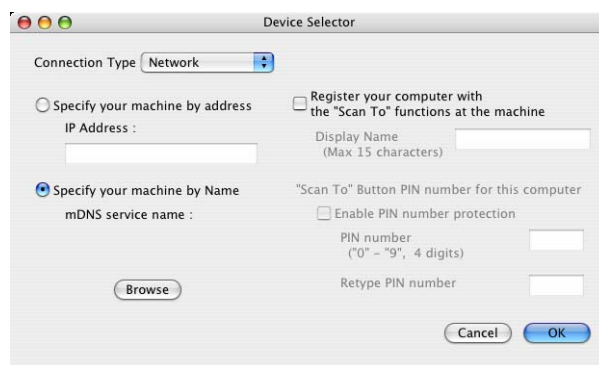 Device Selector
Connection Type Network
Specify your machine by address
IP Address :
Specify your machine by Name
mDNS service name :
Browse
Register your computer with
the "Scan To" functions at the machine
Display Name
(Max 15 characters)
"Scan To" Button PIN number for this computer
Enable PIN number protection
PIN number
("0" - "9", 4 digits)
Retype PIN number
Cancel OK